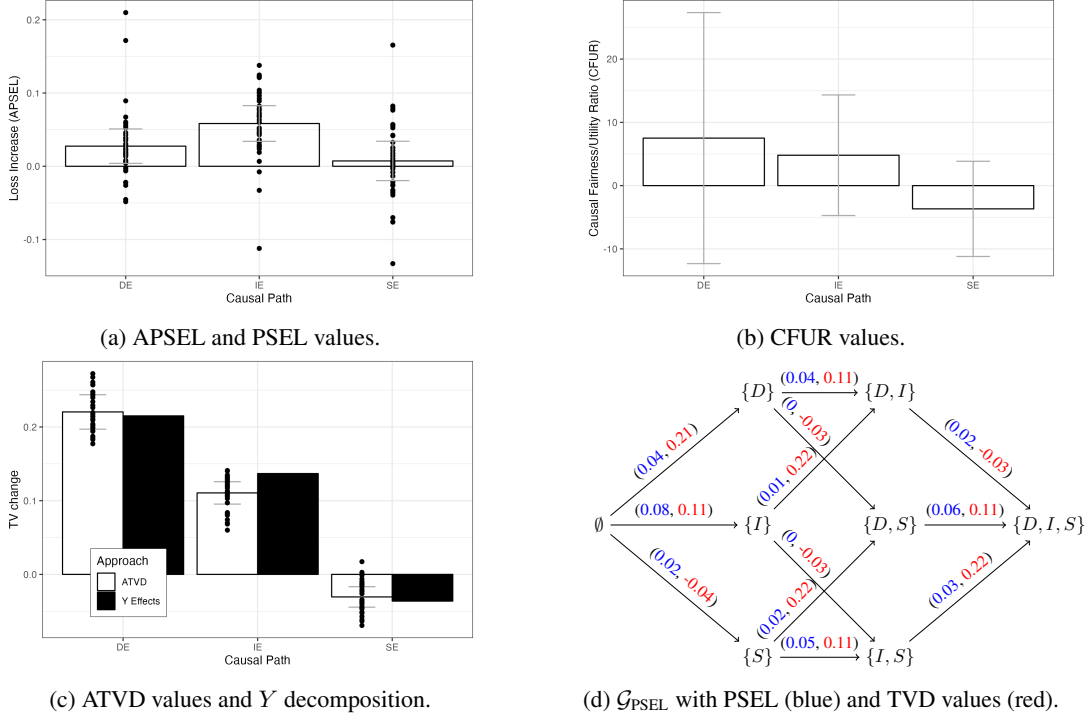 0.2
0.1
0.0
-0.1
Loss Increase (APSEL)
DE
IE
SE
Causal Path
(a) APSEL and PSEL values.
20
10
0
-10
Causal Fairness/Utility Ratio (CFUR)
DE
IE
SE
Causal Path
(b) CFUR values.
0.2
0.1
0.0
TV change
Approach
ATVD
Y Effects
DE
IE
SE
Causal Path
(c) ATVD values and Y decomposition.
{D}
(0.04, 0.11)
{D, I}
(0.04, 0.21)
(0, -0.03)
(0.01, 0.22)
(0.02, -0.03)
∅
(0.08, 0.11)
{I}
{D, S}
(0.06, 0.11)
{D, I, S}
(0.02, -0.04)
(0, -0.03)
(0.02, 0.22)
(0.03, 0.22)
{S}
(0.05, 0.11)
{I, S}
(d) 𝒢PSEL with PSEL (blue) and TVD values (red).